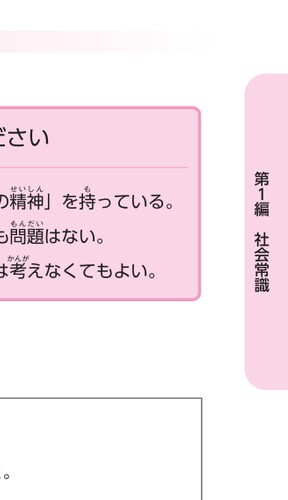 ださい
の精神」を持っている。
も問題はない。
は考えなくてもよい。
第1編 社会常識
。